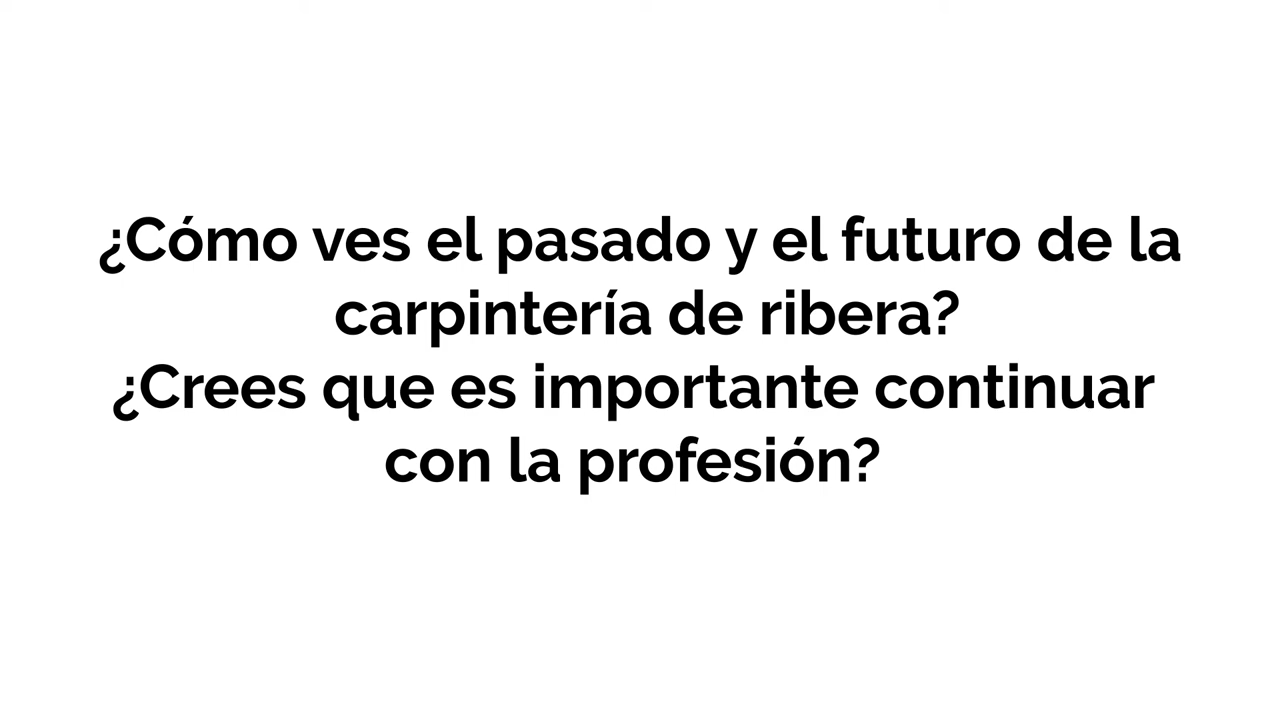 ¿Cómo ves el pasado y el futuro de la
carpintería de ribera?
¿Crees que es importante continuar
con la profesión?